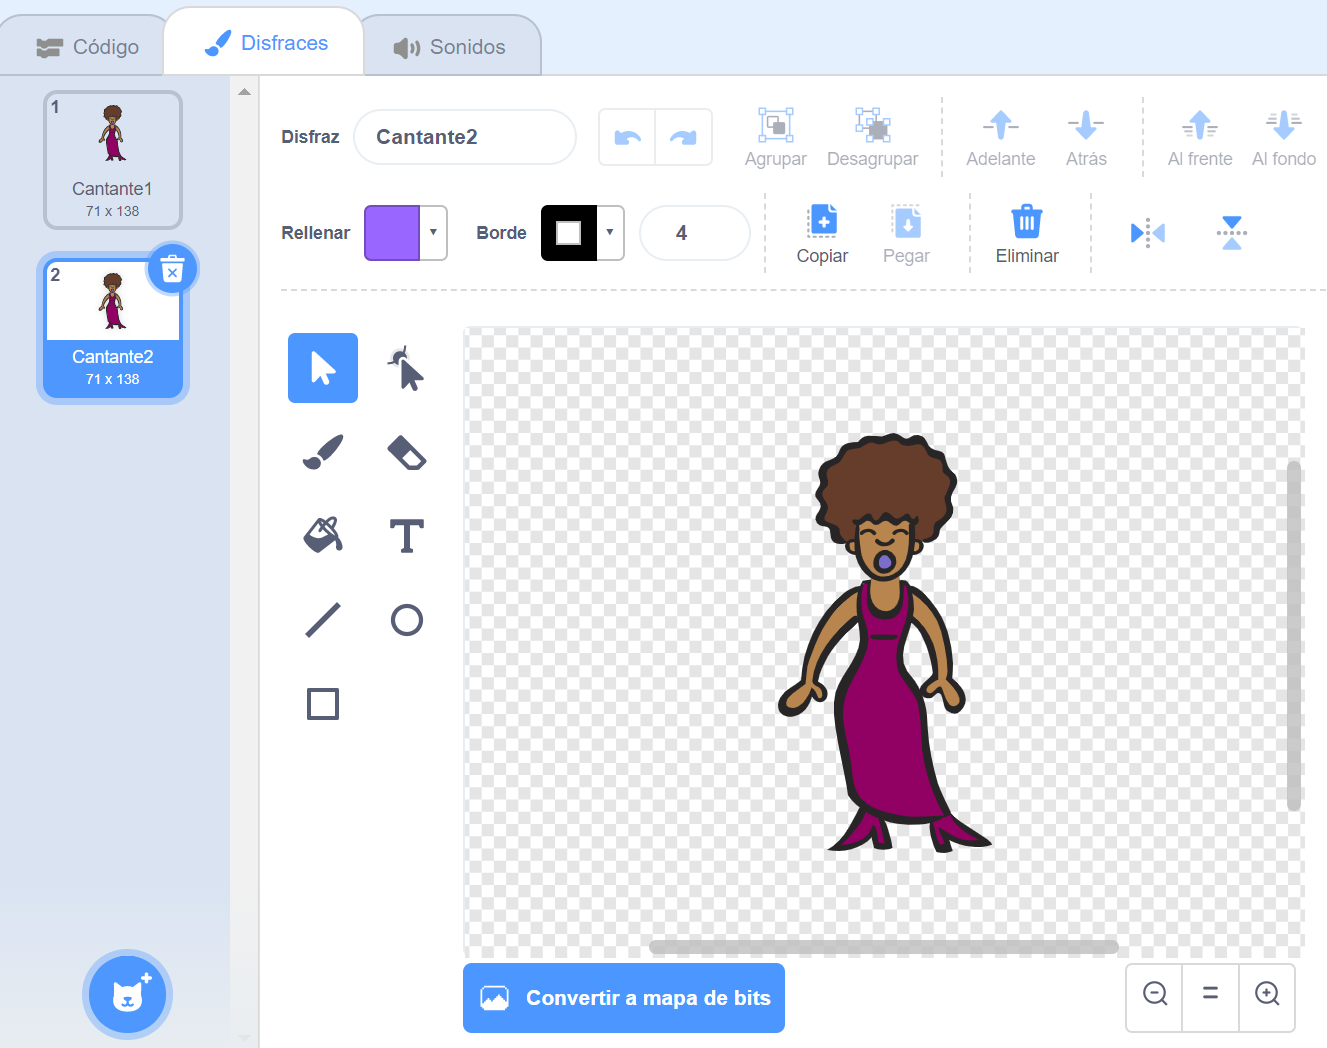 Código
Disfraces
Sonidos
1
Cantante1
71 x 138
2
Cantante2
71 x 138
Disfraz
Cantante2
Agrupar
Desagrupar
Adelante
Atrás
Al frente
Al fondo
Rellenar
Borde
4
Copiar
Pegar
Eliminar
Convertir a mapa de bits